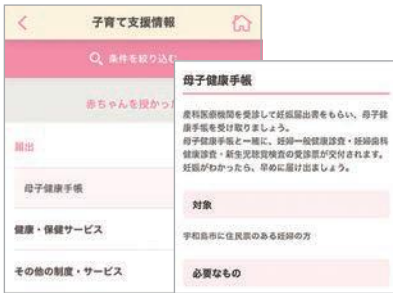 子育て支援情報
条件を絞り込む
赤ちゃんを授かった
届出
母子健康手帳
健康・保健サービス
その他の制度・サービス
母子健康手帳
産科医療機関を受診して妊娠届出書をもらい、母子健
康手帳を受け取りましょう。
母子健康手帳と一緒に、妊婦一般健康診査・妊婦歯科
健康診査・新生児聴覚検査の受診票が交付されます。
妊娠がわかったら、早めに届け出ましょう。
対象
宇和島市に住民票のある妊婦の方
必要なもの